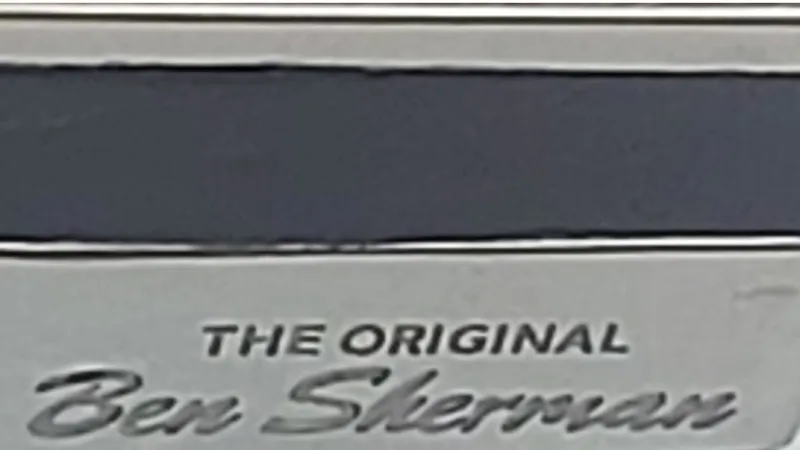 THE ORIGINAL
Ben Sherman